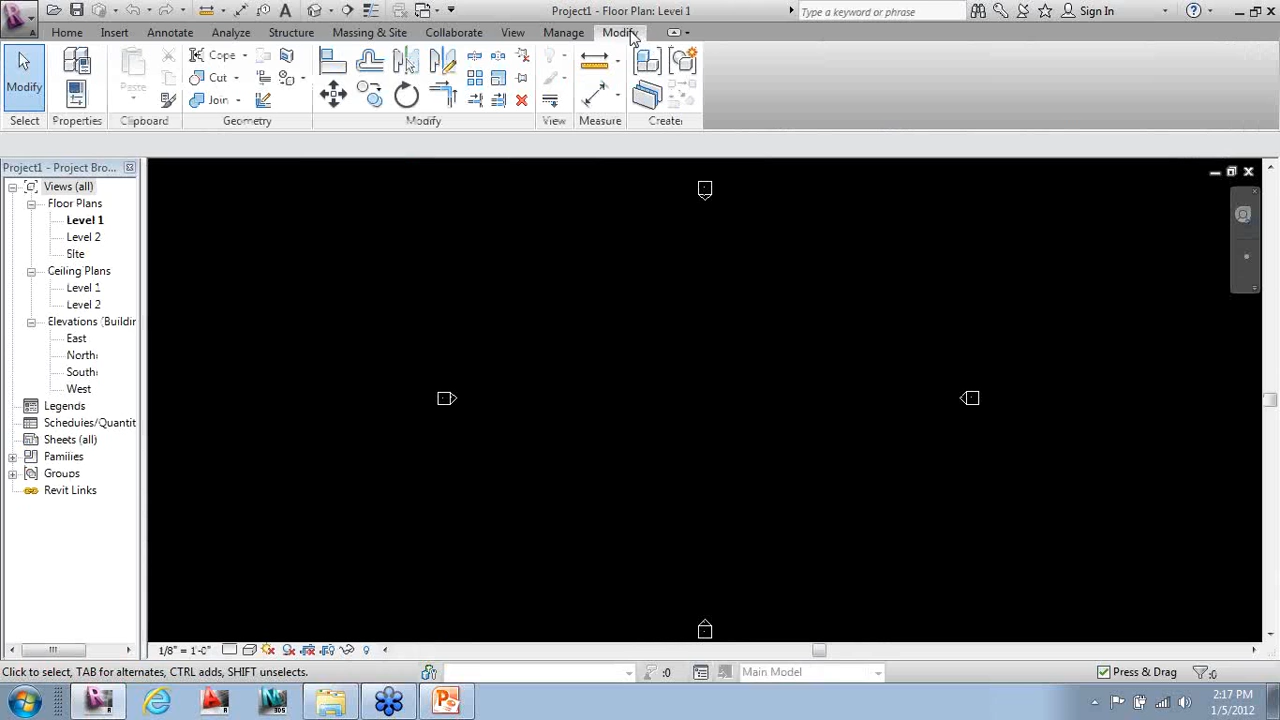 Project1 - Floor Plan: Level 1
Type a keyword or phrase
Sign In
Home Insert Annotate Analyze Structure Massing & Site Collaborate View Manage Modify
Modify Paste Cope Cut Join
Select Properties Clipboard Geometry Modify View Measure Create
Project1 - Project Bro...
Views (all)
Floor Plans
Level 1
Level 2
Site
Ceiling Plans
Level 1
Level 2
Elevations (Buildin
East
North
South
West
Legends
Schedules/Quantit
Sheets (all)
Families
Groups
Revit Links
1/8" = 1'-0"
Click to select, TAB for alternates, CTRL adds, SHIFT unselects.
:0
Main Model
Press & Drag
:0
2:17 PM
1/5/2012